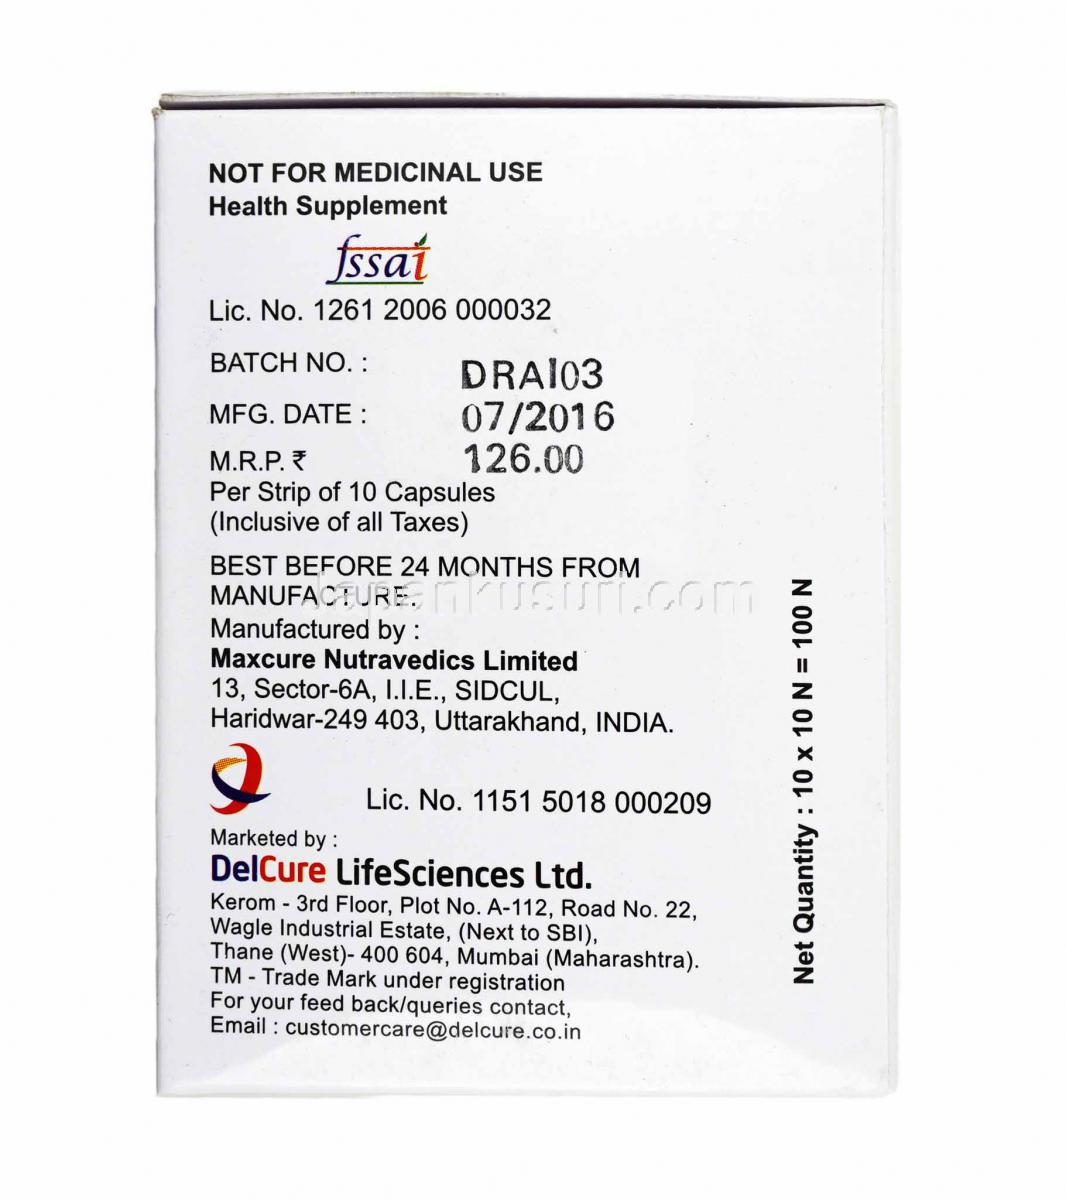 NOT FOR MEDICINAL USE
Health Supplement
fssai
Lic. No. 1261 2006 000032
BATCH NO. : DRAI03
MFG. DATE : 07/2016
M.R.P. ₹ 126.00
Per Strip of 10 Capsules
(Inclusive of all Taxes)
BEST BEFORE 24 MONTHS FROM
MANUFACTURE.
japankusuri.com
Manufactured by :
Maxcure Nutravedics Limited
13, Sector-6A, I.I.E., SIDCUL,
Haridwar-249 403, Uttarakhand, INDIA.
Lic. No. 1151 5018 000209
Marketed by :
DelCure LifeSciences Ltd.
Kerom - 3rd Floor, Plot No. A-112, Road No. 22,
Wagle Industrial Estate, (Next to SBI),
Thane (West)- 400 604, Mumbai (Maharashtra).
TM - Trade Mark under registration
For your feed back/queries contact,
Email : customercare@delcure.co.in
Net Quantity : 10 x 10 N = 100 N